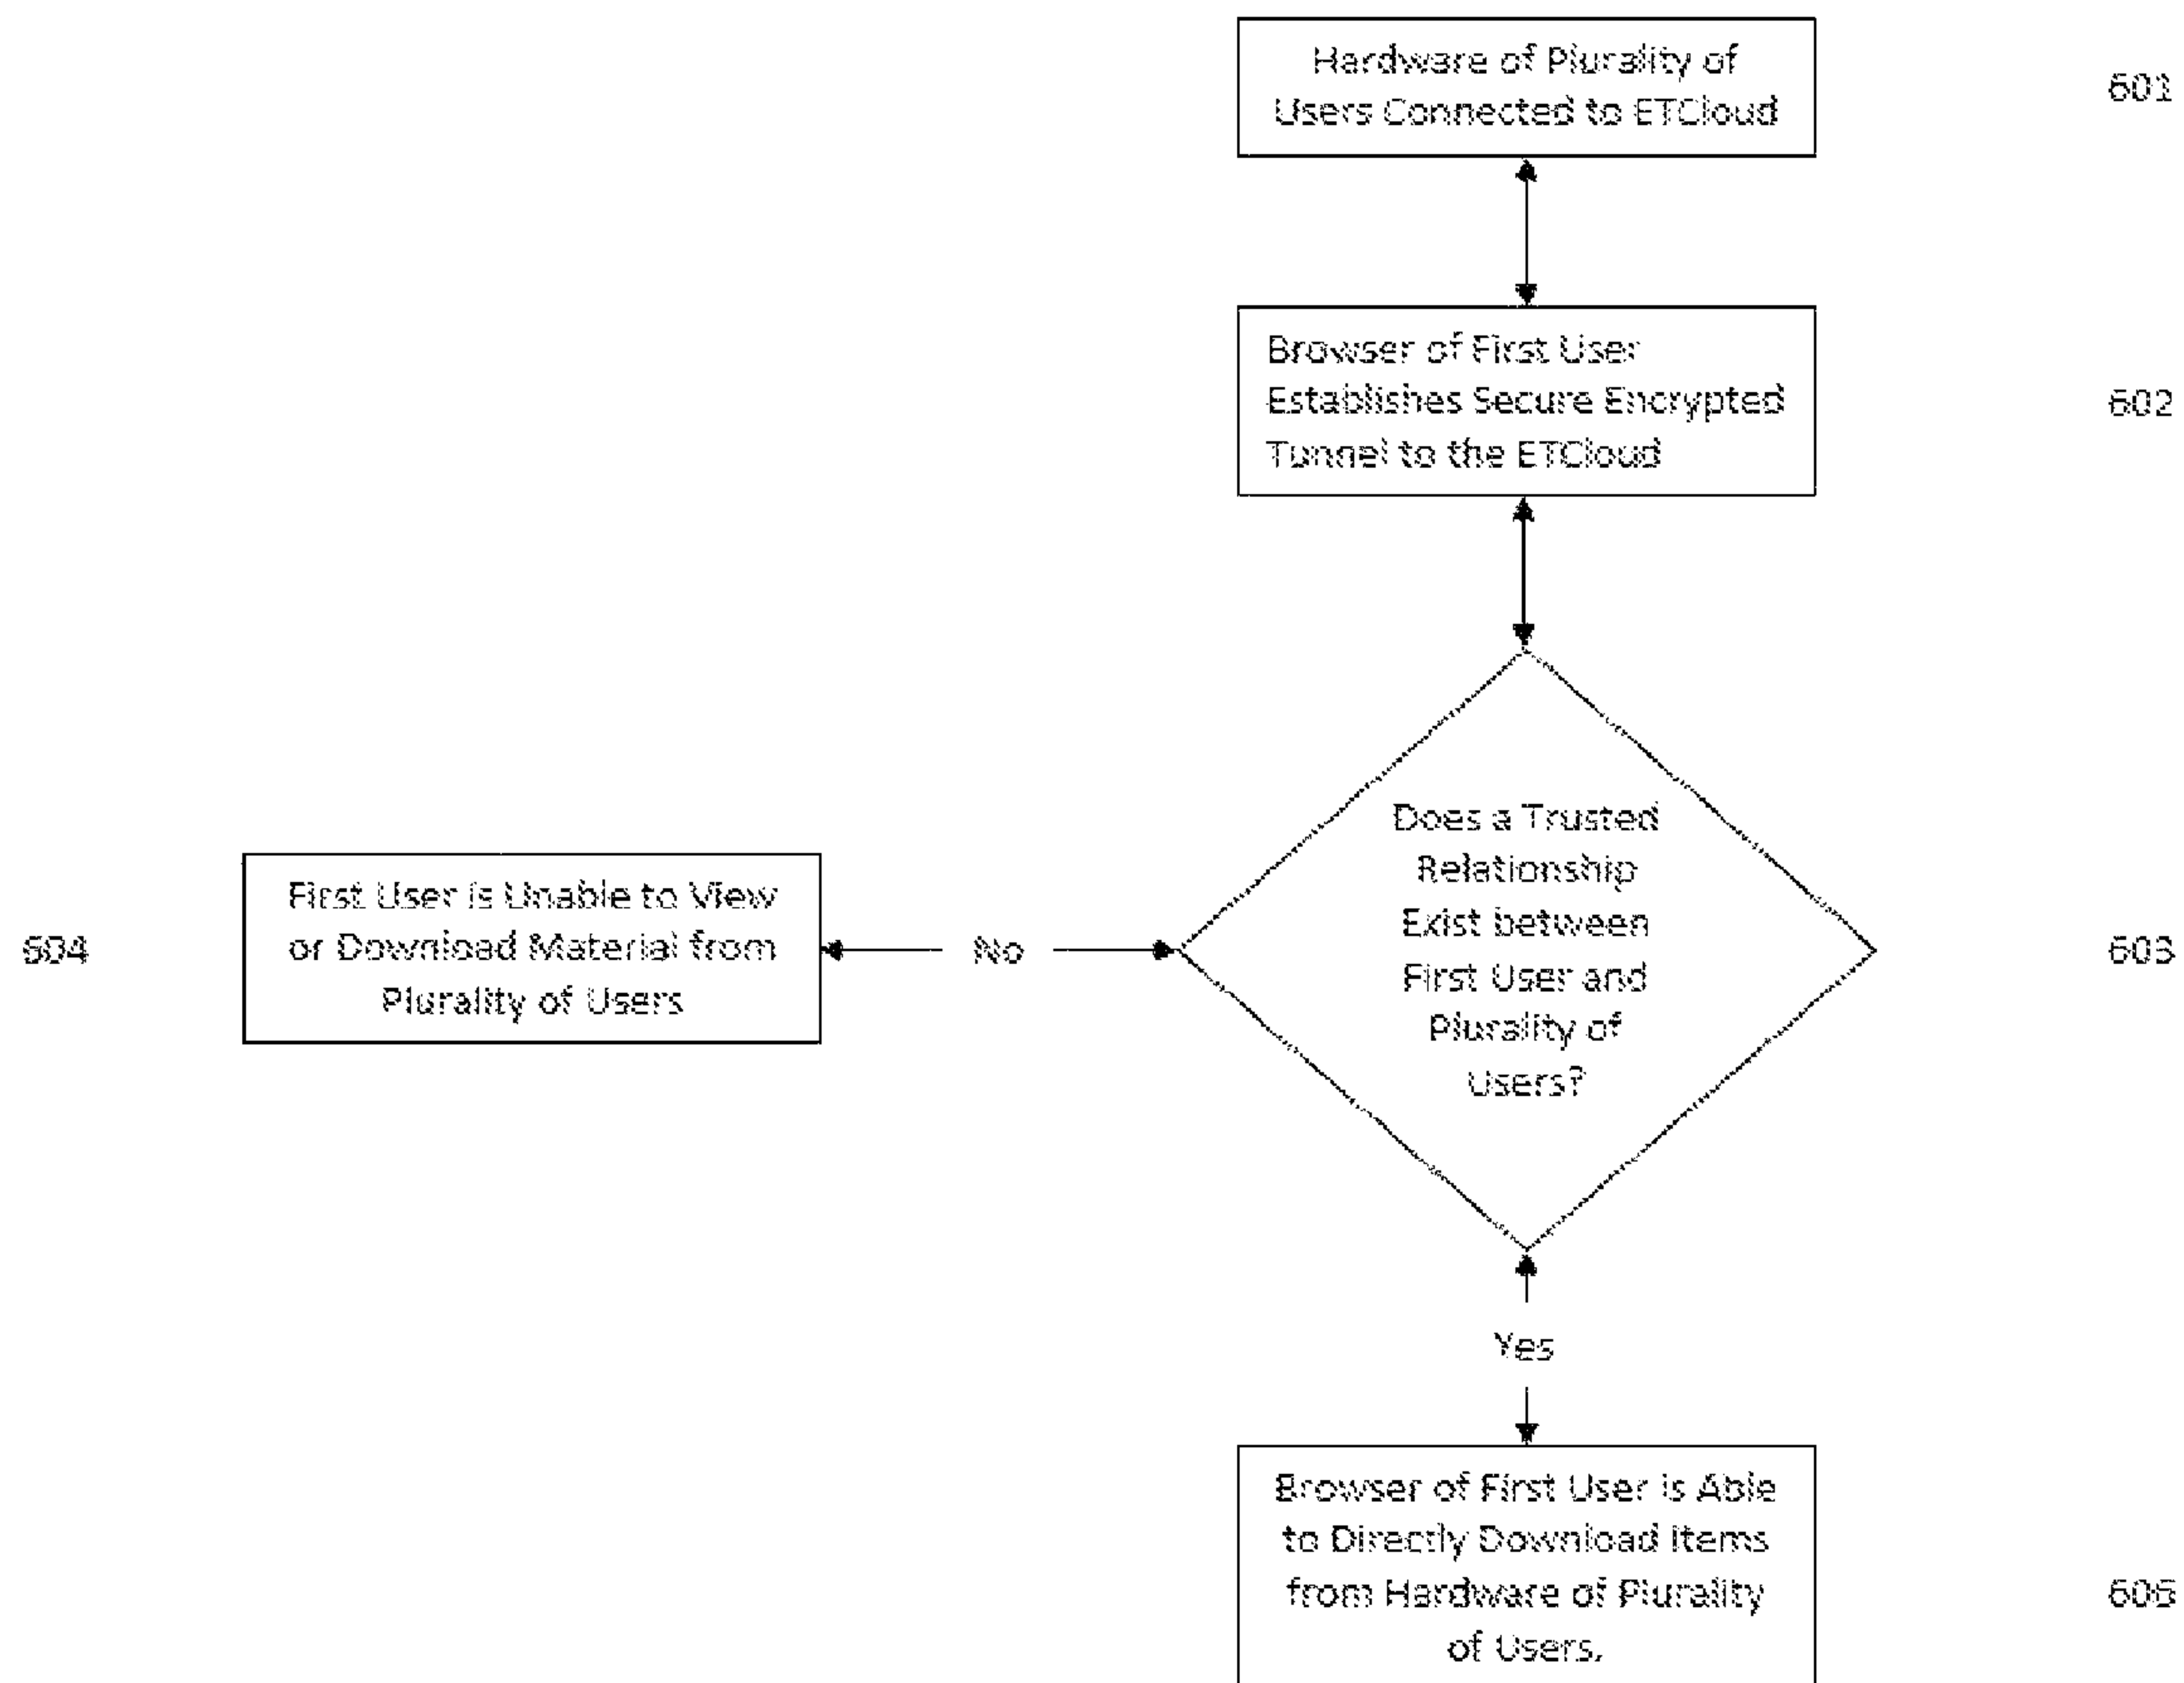 Hardware of Plurality of
Users Connected to ETCloud
601
Browser of First User
Establishes Secure Encrypted
Tunnel to the ETCloud
602
Does a Trusted
Relationship
Exist between
First User and
Plurality of
Users?
603
No
First User is Unable to View
or Download Material from
Plurality of Users
604
Yes
Browser of First User is Able
to Directly Download Items
from Hardware of Plurality
of Users,
606